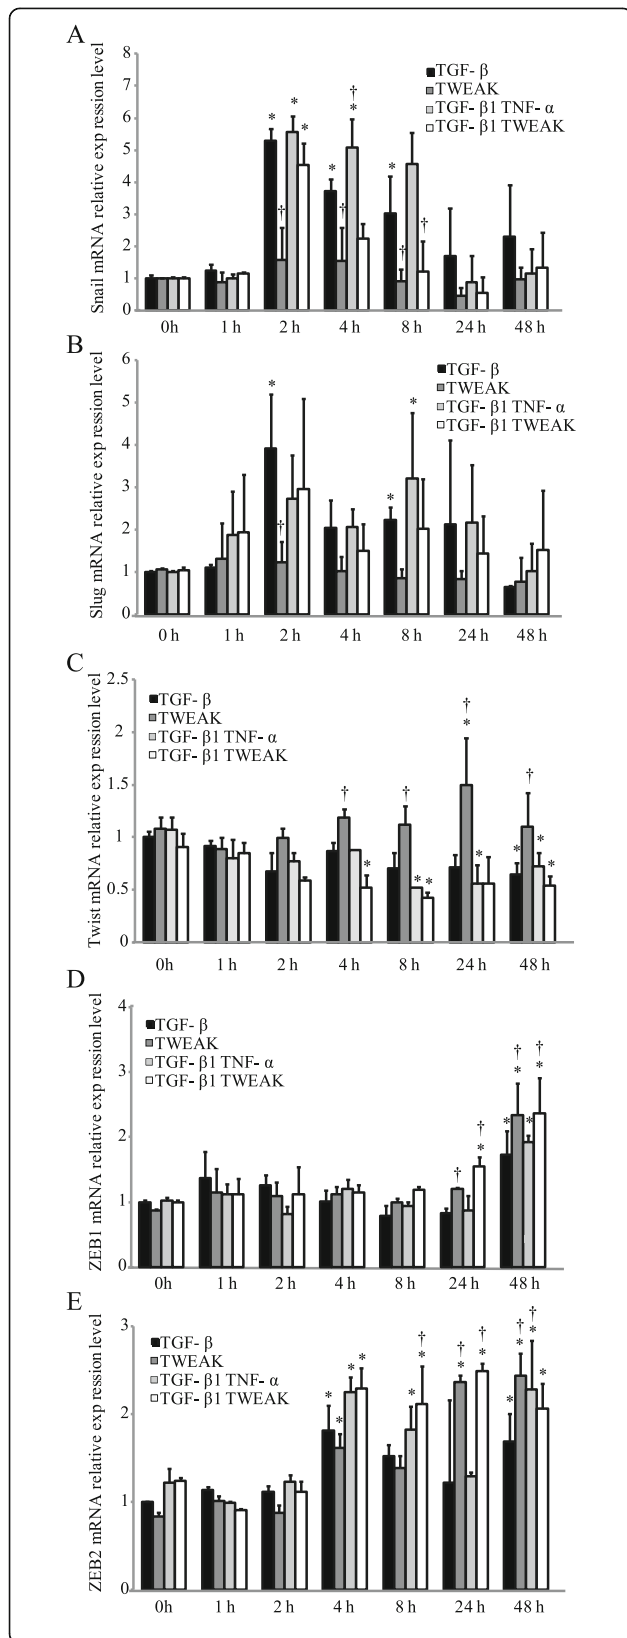 A
Snail mRNA relative exp ression level
8
7
6
5
4
3
2
1
0
TGF- β
TWEAK
TGF- β1 TNF- α
TGF- β1 TWEAK
* † * * * † † * * † †
0h 1 h 2 h 4 h 8 h 24 h 48 h
B
Slug mRNA relative exp ression level
6
5
4
3
2
1
0
TGF- β
TWEAK
TGF- β1 TNF- α
TGF- β1 TWEAK
* † * *
0 h 1 h 2 h 4 h 8 h 24 h 48 h
C
Twist mRNA relative exp ression level
2.5
2
1.5
1
0.5
0
TGF- β
TWEAK
TGF- β1 TNF- α
TGF- β1 TWEAK
† * † * * † * * * † * *
0h 1 h 2 h 4 h 8 h 24 h 48 h
D
ZEB1 mRNA relative exp ression level
4
3
2
1
0
TGF- β
TWEAK
TGF- β1 TNF- α
TGF- β1 TWEAK
† † * * † * * † *
0h 1 h 2 h 4 h 8 h 24 h 48 h
E
ZEB2 mRNA relative exp ression level
3
2
1
0
TGF- β
TWEAK
TGF- β1 TNF- α
TGF- β1 TWEAK
* * * * * † * † * † * * † * † * *
0h 1 h 2 h 4 h 8 h 24 h 48 h